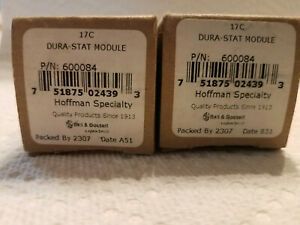 17C
DURA-STAT MODULE
P/N: 600084
7 51875 02439 3
Hoffman Specialty
Quality Products Since 1913
Bell & Gossett
Packed By 2307 Date A51
17C
DURA-STAT MODULE
P/N: 600084
7 51875 02439 3
Hoffman Specialty
Quality Products Since 1913
Bell & Gossett
Packed By 2307 Date